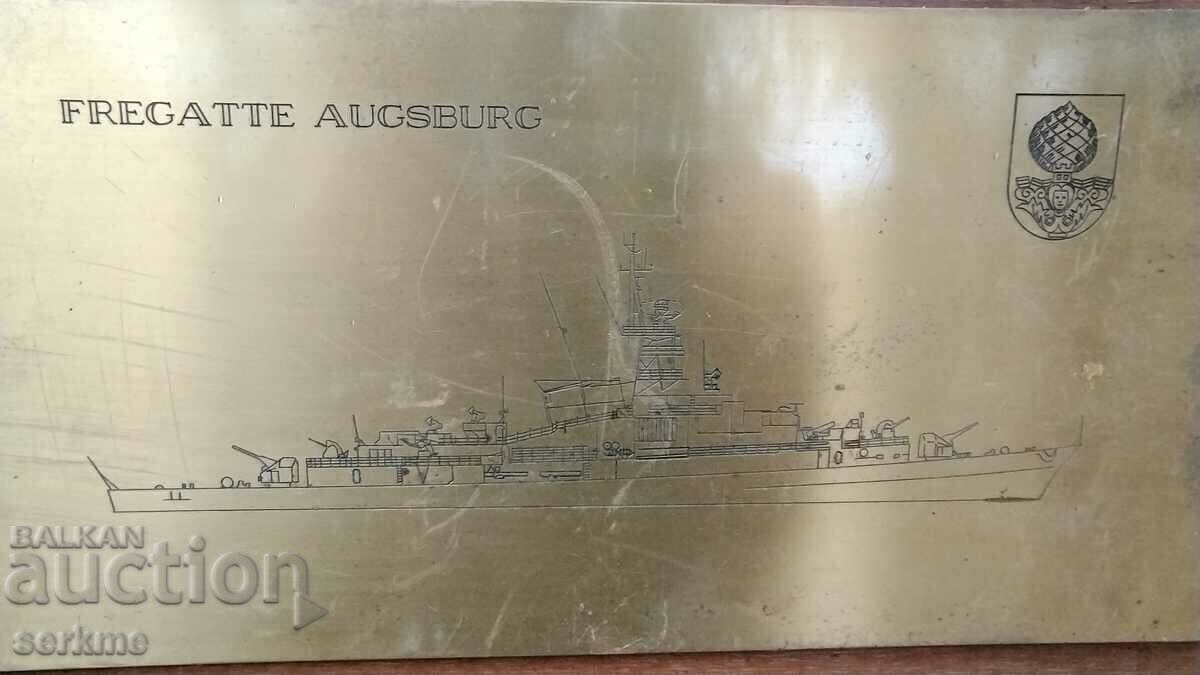 FREGATTE AUGSBURG
BALKAN
auction
serkme